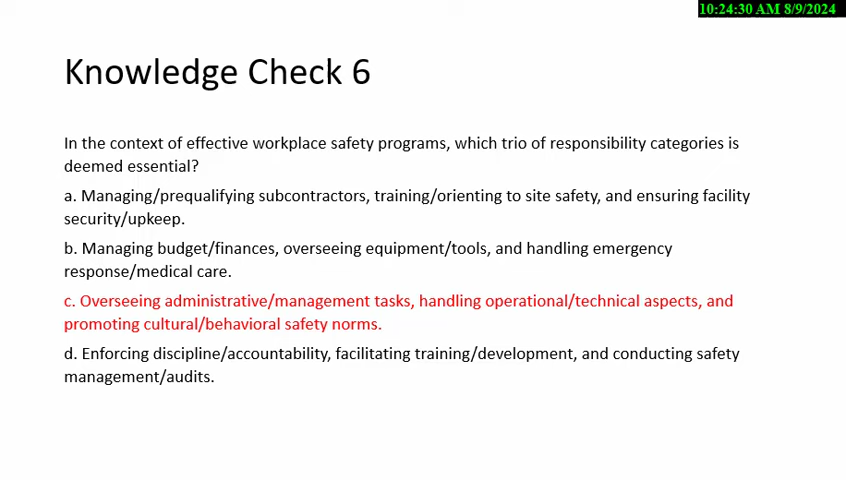 10:24:30 AM 8/9/2024
Knowledge Check 6
In the context of effective workplace safety programs, which trio of responsibility categories is
deemed essential?
a. Managing/prequalifying subcontractors, training/orienting to site safety, and ensuring facility
security/upkeep.
b. Managing budget/finances, overseeing equipment/tools, and handling emergency
response/medical care.
c. Overseeing administrative/management tasks, handling operational/technical aspects, and
promoting cultural/behavioral safety norms.
d. Enforcing discipline/accountability, facilitating training/development, and conducting safety
management/audits.